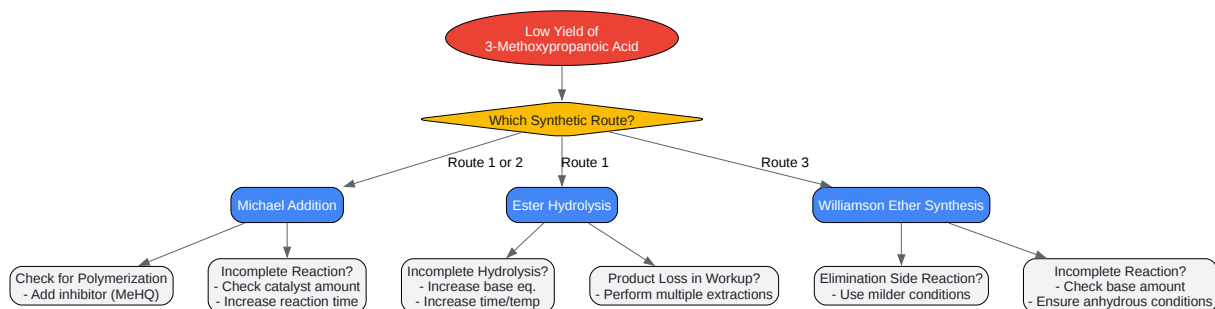 Low Yield of
3-Methoxypropanoic Acid
Which Synthetic Route?
Route 1 or 2
Route 1
Route 3
Michael Addition
Ester Hydrolysis
Williamson Ether Synthesis
Check for Polymerization
- Add inhibitor (MeHQ)
Incomplete Reaction?
- Check catalyst amount
- Increase reaction time
Incomplete Hydrolysis?
- Increase base eq.
- Increase time/temp
Product Loss in Workup?
- Perform multiple extractions
Elimination Side Reaction?
- Use milder conditions
Incomplete Reaction?
- Check base amount
- Ensure anhydrous conditions